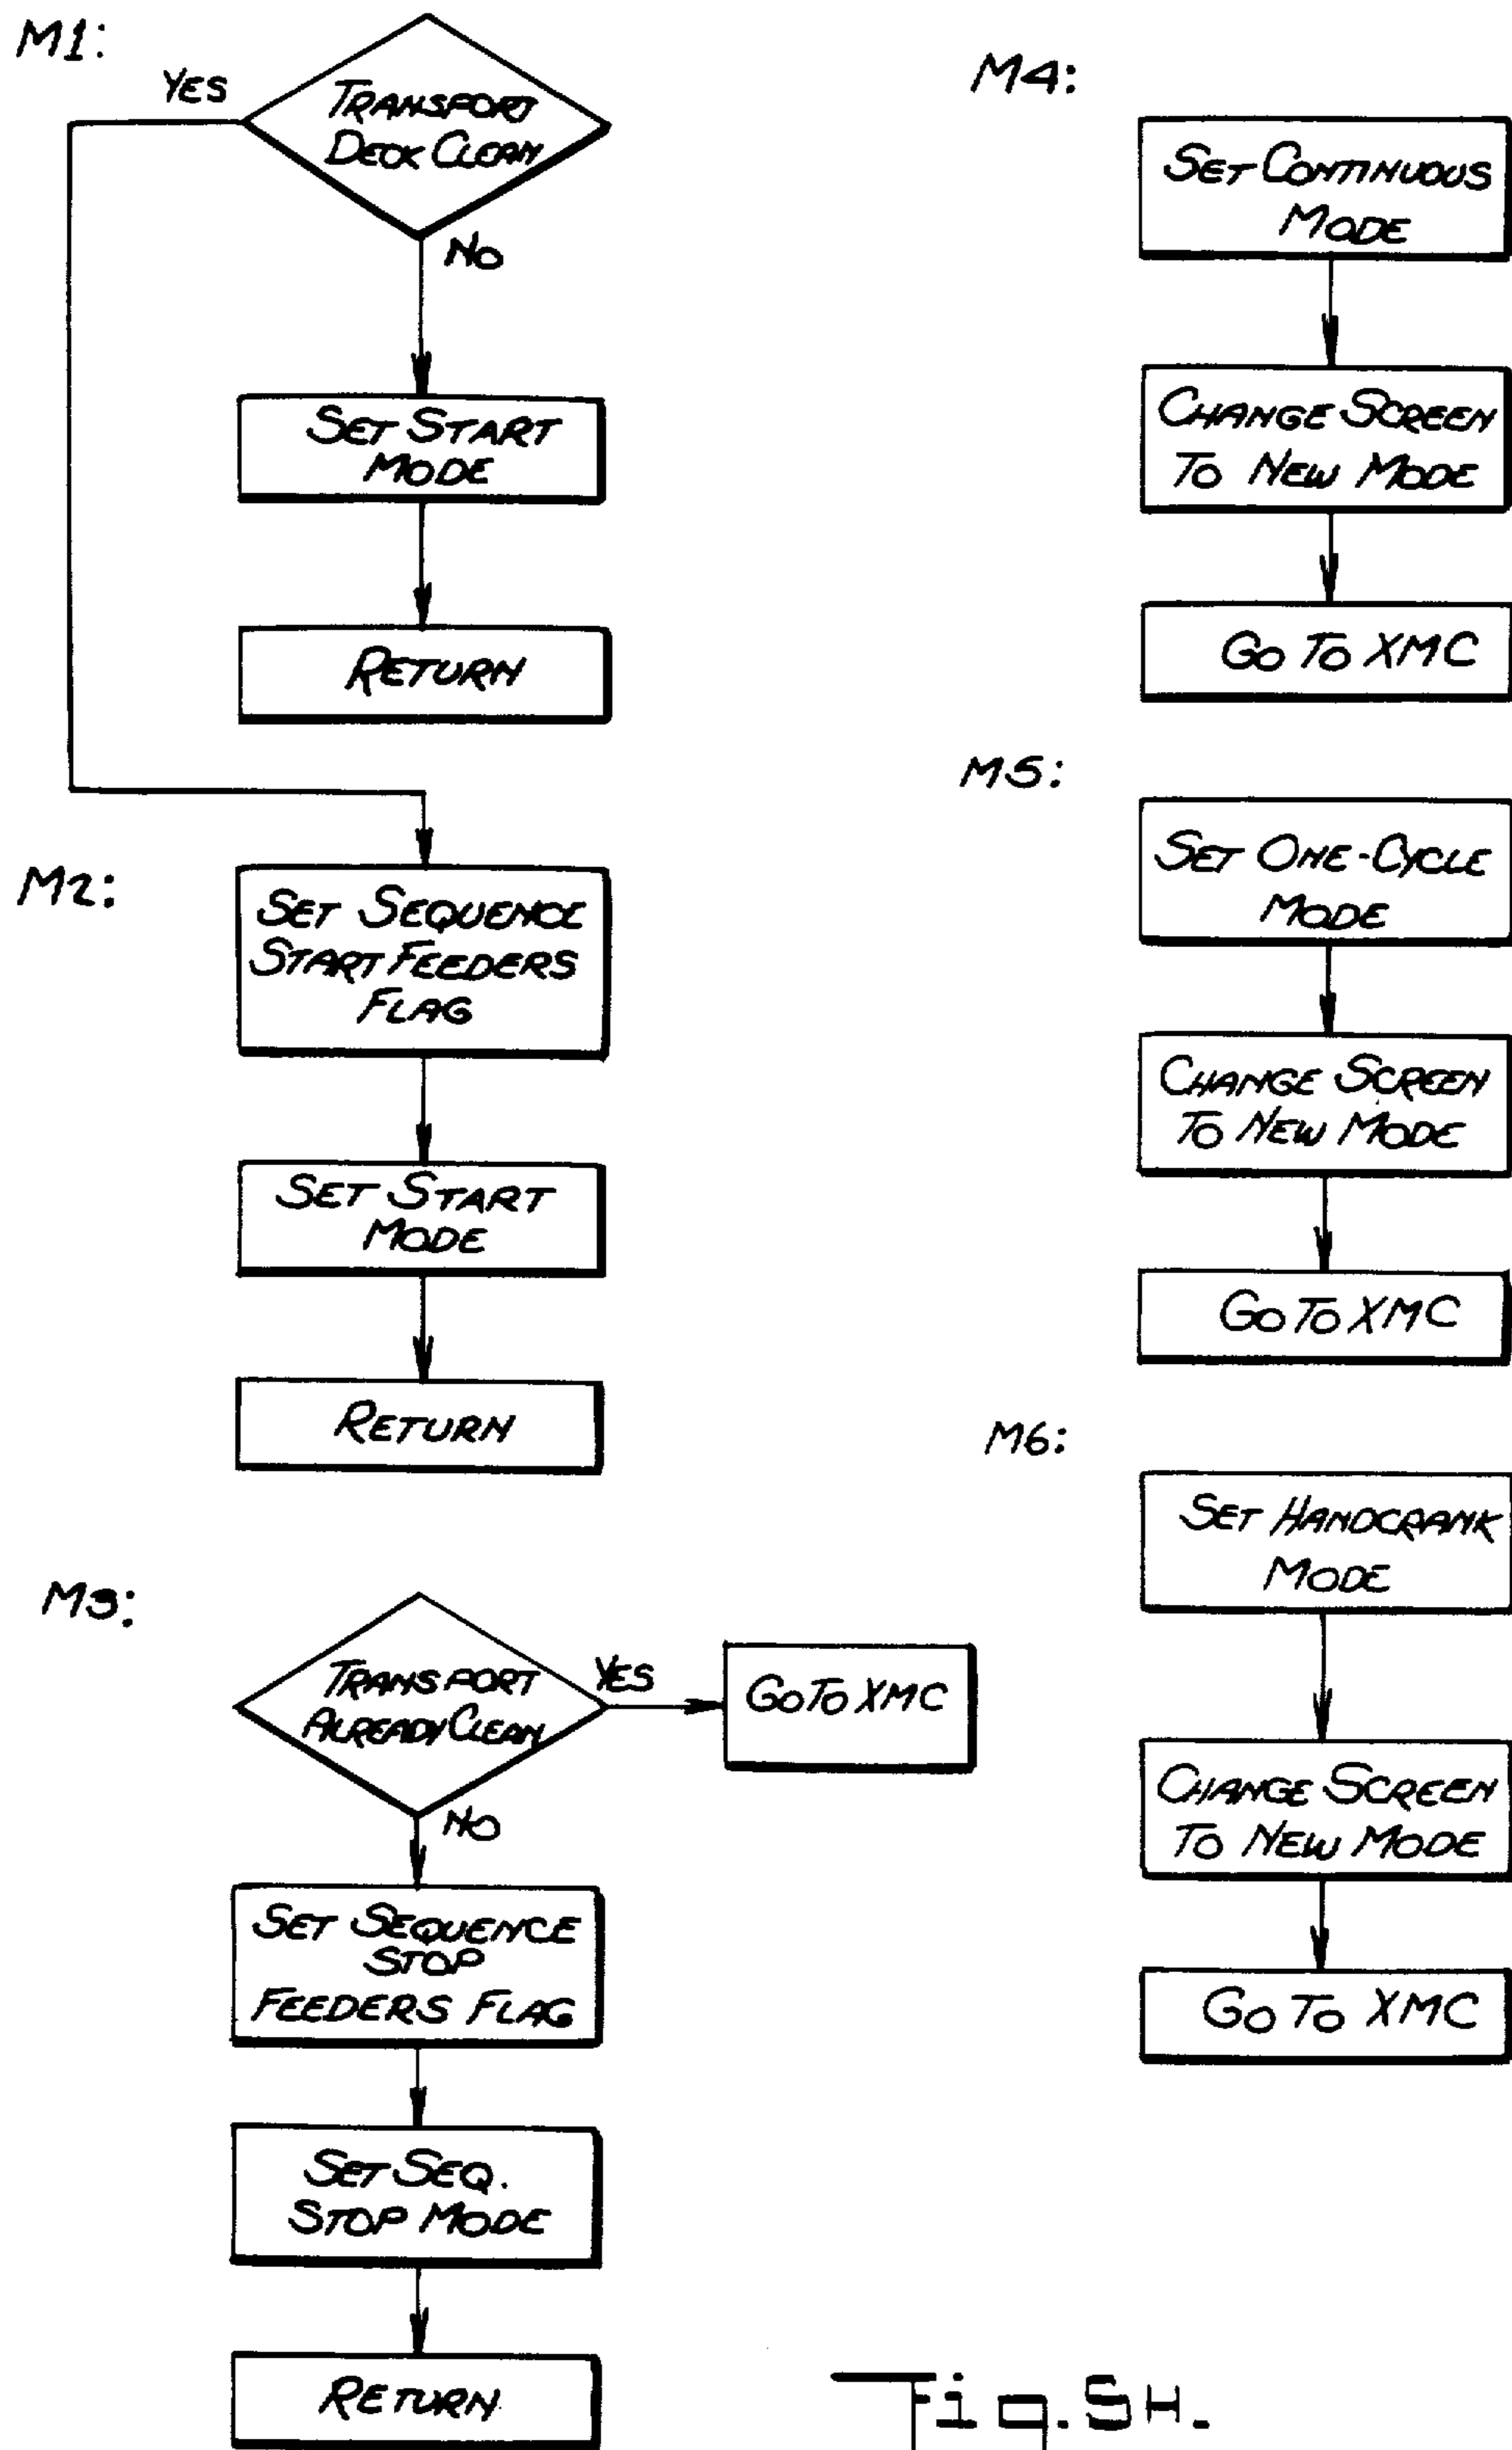 M1:
YES
TRANSPORT
DECK CLEAN
NO
SET START
MODE
RETURN
M2:
SET SEQUENCE
START FEEDERS
FLAG
SET START
MODE
RETURN
M3:
TRANSPORT
ALREADY CLEAN
YES
GO TO XMC
NO
SET SEQUENCE
STOP
FEEDERS FLAG
SET SEQ.
STOP MODE
RETURN
M4:
SET CONTINUOUS
MODE
CHANGE SCREEN
TO NEW MODE
GO TO XMC
M5:
SET ONE-CYCLE
MODE
CHANGE SCREEN
TO NEW MODE
GO TO XMC
M6:
SET HANDCRANK
MODE
CHANGE SCREEN
TO NEW MODE
GO TO XMC
Fig. 5H.